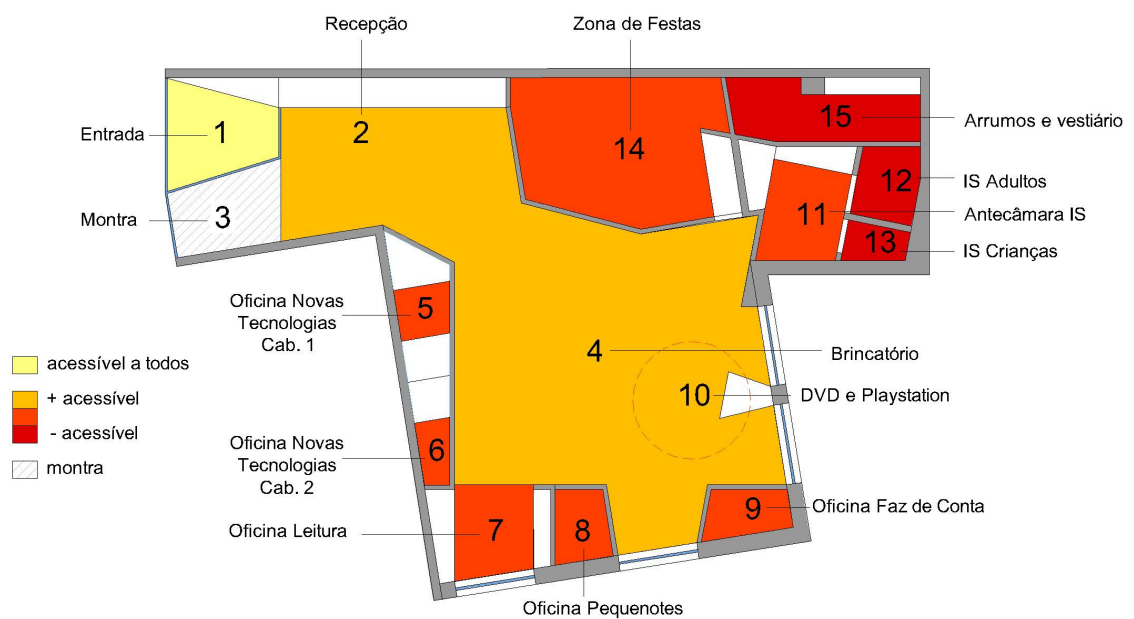 Recepção
Zona de Festas
Entrada
1
2
14
15
Arrumos e vestiário
12
IS Adultos
Montra
3
11
Antecâmara IS
13
IS Crianças
Oficina Novas
Tecnologias
Cab. 1
5
4
Brincatório
acessível a todos
+ acessível
- acessível
montra
10
DVD e Playstation
Oficina Novas
Tecnologias
Cab. 2
6
Oficina Leitura
7
8
9
Oficina Faz de Conta
Oficina Pequenotes